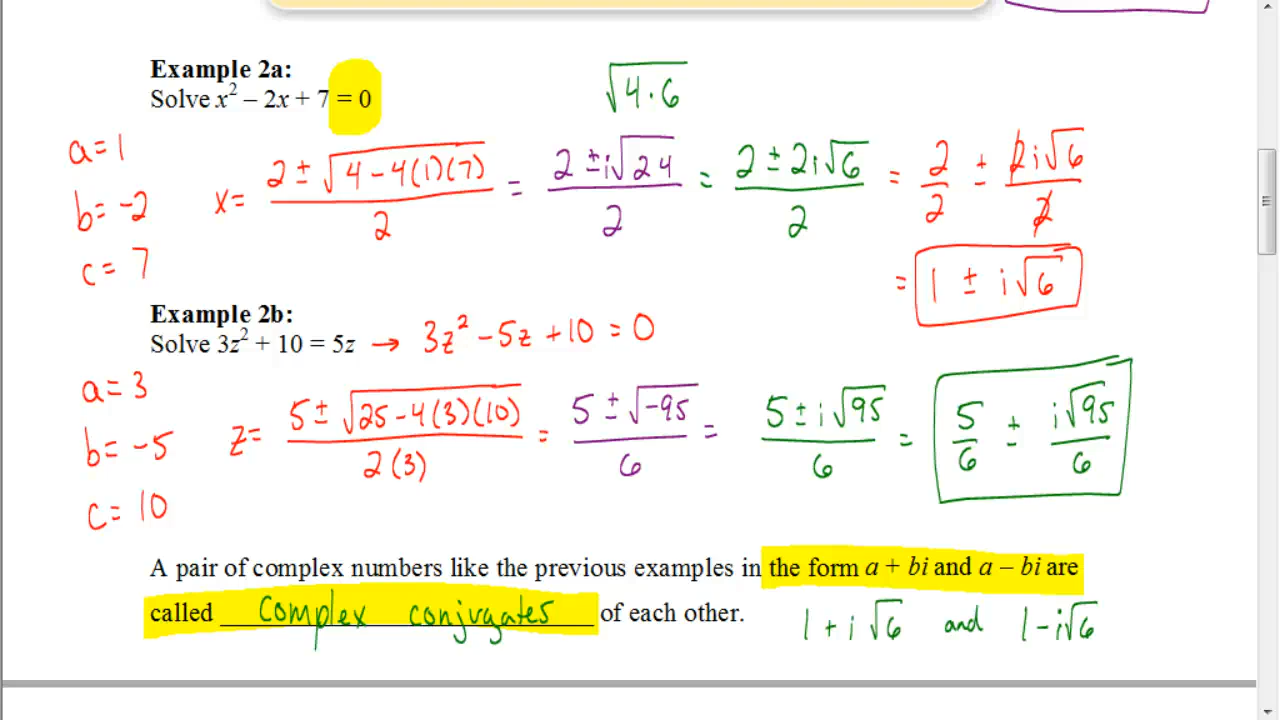 Example 2a:
Solve x² – 2x + 7 = 0
√(4·6)
a = 1
b = -2
c = 7
x = (2 ± √(4 - 4(1)(7)))/2 = (2 ± i√24)/2 = (2 ± 2i√6)/2 = 2/2 ± 2i√6/2
= 1 ± i√6
Example 2b:
Solve 3z² + 10 = 5z → 3z² - 5z + 10 = 0
a = 3
b = -5
c = 10
z = (5 ± √(25 - 4(3)(10)))/(2(3)) = (5 ± √-95)/6 = (5 ± i√95)/6 = 5/6 ± i√95/6
A pair of complex numbers like the previous examples in the form a + bi and a – bi are
called complex conjugates of each other.
1 + i√6 and 1 - i√6